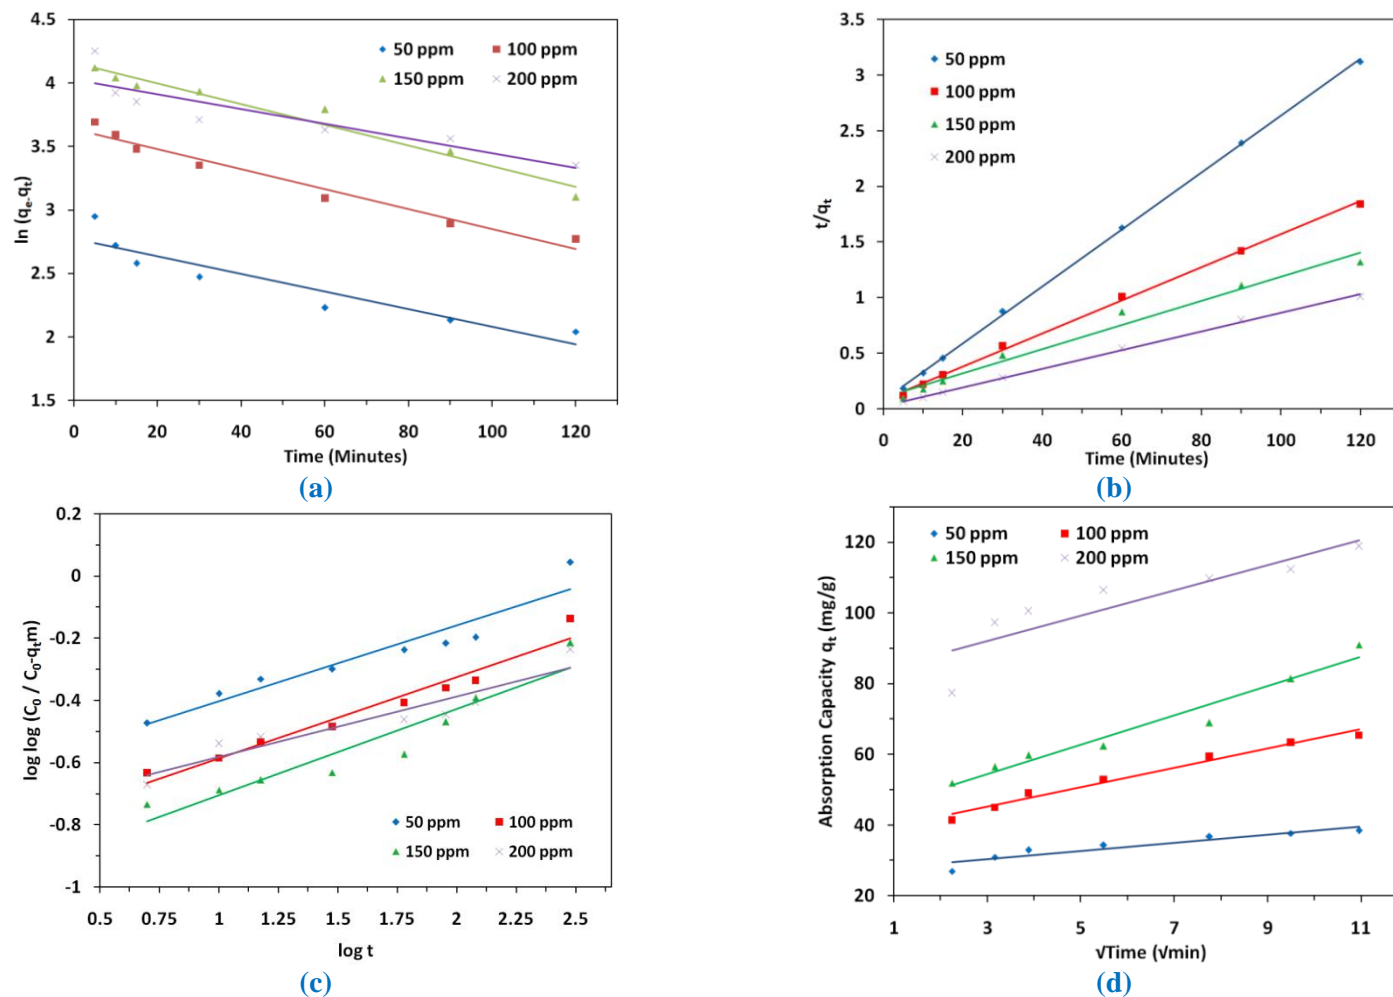 4.5
4
3.5
3
2.5
2
1.5
ln (qe-qt)
50 ppm 100 ppm
150 ppm 200 ppm
0 20 40 60 80 100 120
Time (Minutes)
(a)
3.5
3
2.5
2
1.5
1
0.5
0
t/qt
50 ppm
100 ppm
150 ppm
200 ppm
0 20 40 60 80 100 120
Time (Minutes)
(b)
0.2
0
-0.2
-0.4
-0.6
-0.8
-1
log log (C0 / C0-qtm)
50 ppm 100 ppm
150 ppm 200 ppm
0.5 0.75 1 1.25 1.5 1.75 2 2.25 2.5
log t
(c)
120
100
80
60
40
20
Absorption Capacity qt (mg/g)
50 ppm 100 ppm
150 ppm 200 ppm
1 3 5 7 9 11
√Time (√min)
(d)